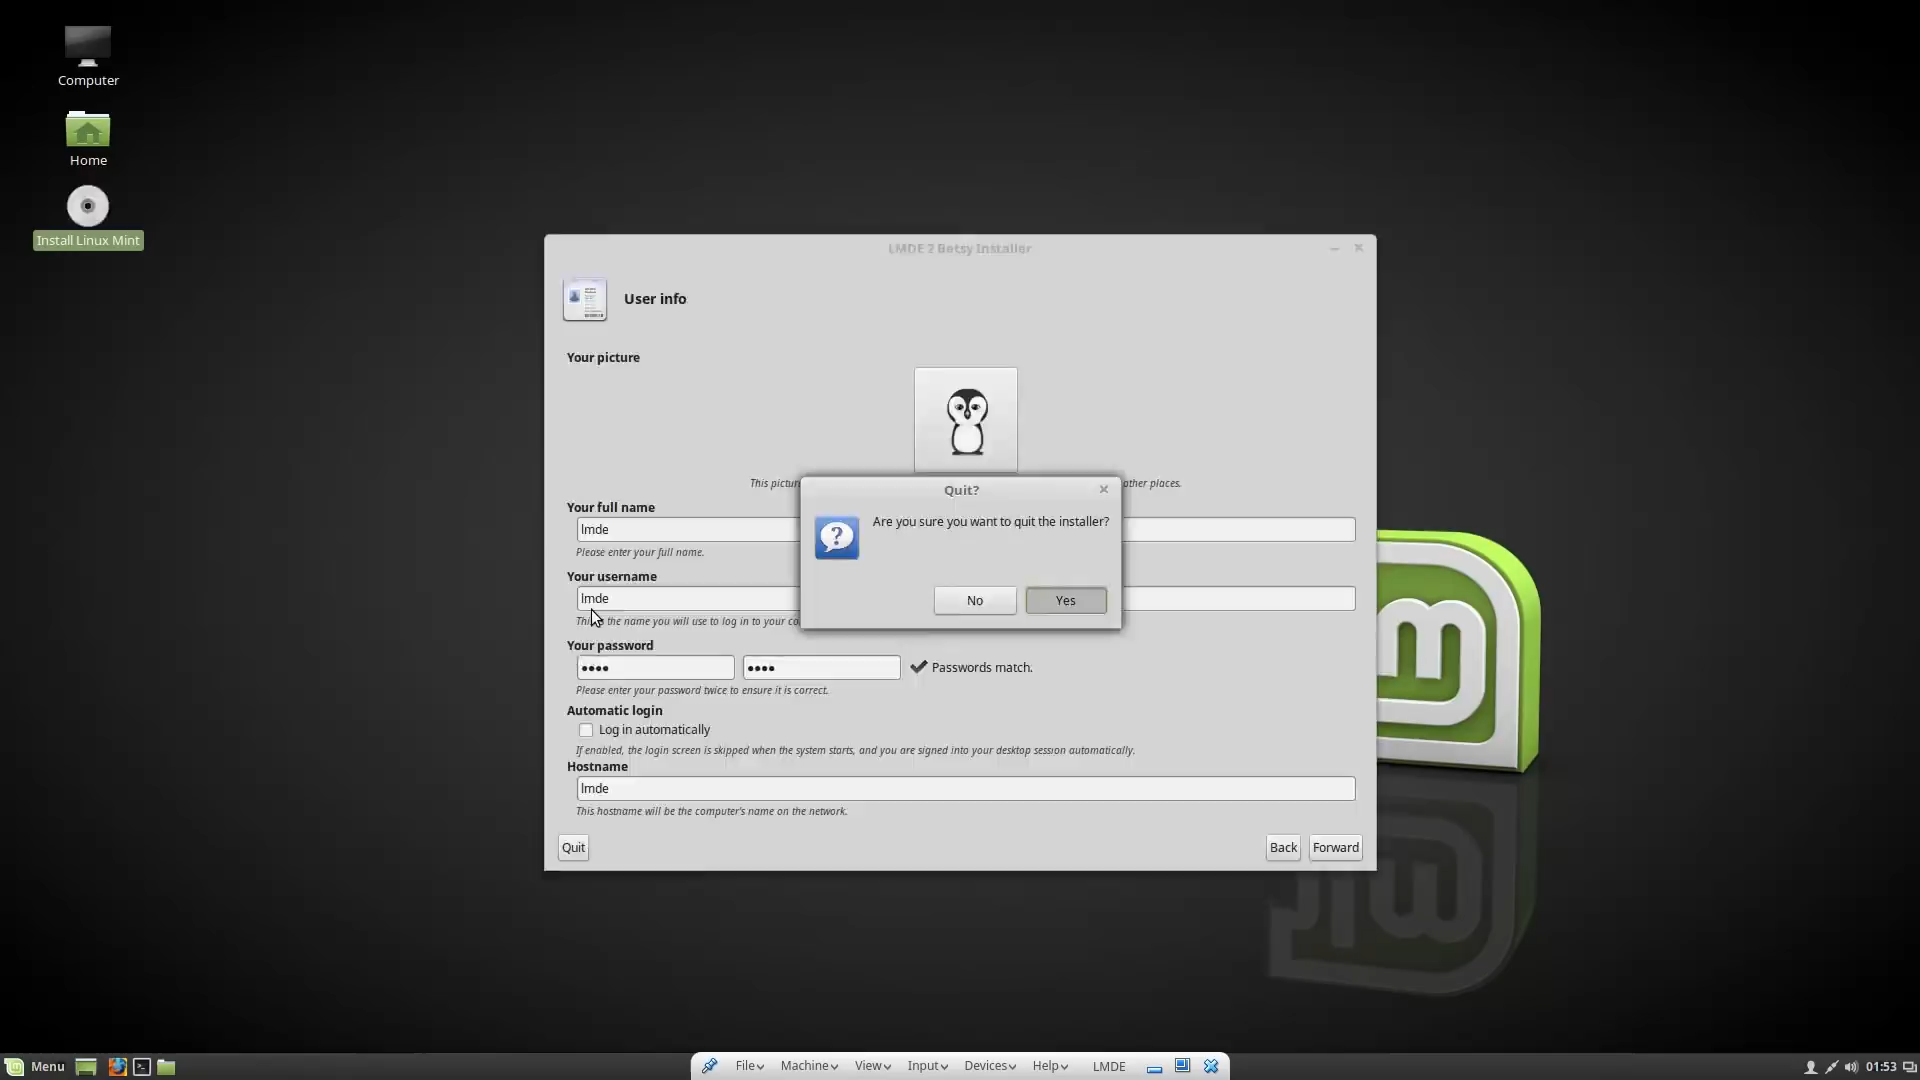 Computer
Home
Install Linux Mint
LMDE 2 Betsy Installer
User info
Your picture
This pictur
ather places.
Quit?
Are you sure you want to quit the installer?
No
Yes
Your full name
lmde
Please enter your full name.
Your username
lmde
the name you will use to log in to your co
Your password
•••• ••••
Passwords match.
Please enter your password twice to ensure it is correct.
Automatic login
Log in automatically
If enabled, the login screen is skipped when the system starts, and you are signed into your desktop session automatically.
Hostname
lmde
This hostname will be the computer's name on the network.
Quit
Back
Forward
Menu
File Machine View Input Devices Help LMDE
01:53